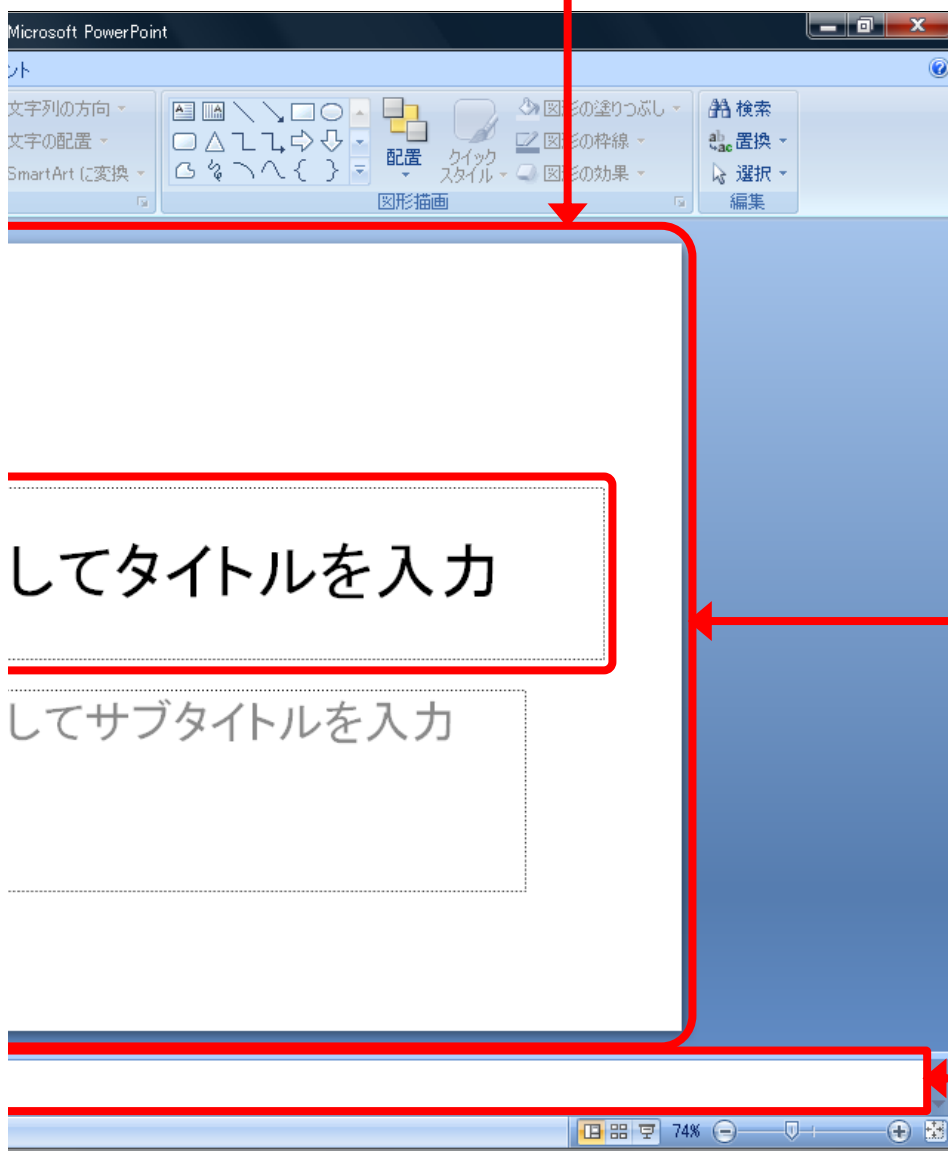 Microsoft PowerPoint
ント
文字列の方向
文字の配置
SmartArt に変換
配置
クイック
スタイル
図形の塗りつぶし
図形の枠線
図形の効果
図形描画
検索
置換
選択
編集
してタイトルを入力
してサブタイトルを入力
74%